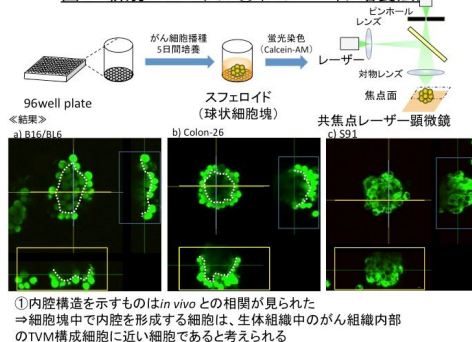 ピンホール
レンズ
がん細胞播種
5日間培養
蛍光染色
(Calcein-AM)
レーザー
対物レンズ
焦点面
96well plate
スフェロイド
(球状細胞塊)
共焦点レーザー顕微鏡
≪結果≫
a) B16/BL6
b) Colon-26
c) S91
①内腔構造を示すものはin vivo との相関が見られた
⇒細胞塊中で内腔を形成する細胞は、生体組織中のがん組織内部
のTVM構成細胞に近い細胞であると考えられる